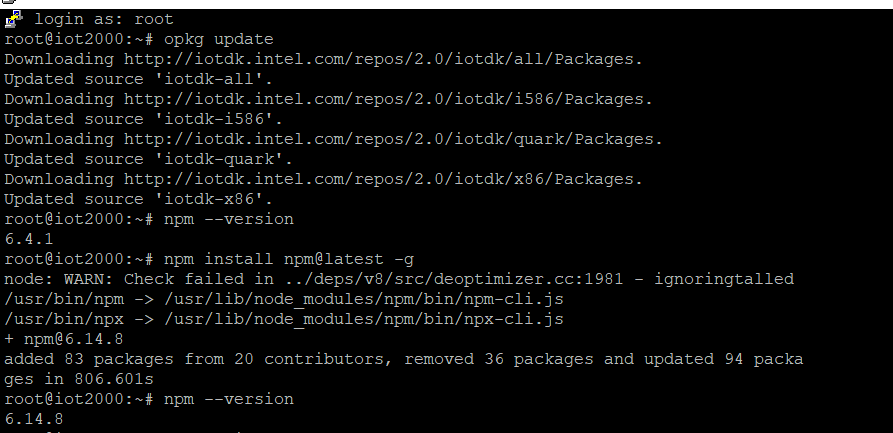 login as: root
root@iot2000:~# opkg update
Downloading http://iotdk.intel.com/repos/2.0/iotdk/all/Packages.
Updated source 'iotdk-all'.
Downloading http://iotdk.intel.com/repos/2.0/iotdk/i586/Packages.
Updated source 'iotdk-i586'.
Downloading http://iotdk.intel.com/repos/2.0/iotdk/quark/Packages.
Updated source 'iotdk-quark'.
Downloading http://iotdk.intel.com/repos/2.0/iotdk/x86/Packages.
Updated source 'iotdk-x86'.
root@iot2000:~# npm --version
6.4.1
root@iot2000:~# npm install npm@latest -g
node: WARN: Check failed in ../deps/v8/src/deoptimizer.cc:1981 - ignoringtalled
/usr/bin/npm -> /usr/lib/node_modules/npm/bin/npm-cli.js
/usr/bin/npx -> /usr/lib/node_modules/npm/bin/npx-cli.js
+ npm@6.14.8
added 83 packages from 20 contributors, removed 36 packages and updated 94 packa
ges in 806.601s
root@iot2000:~# npm --version
6.14.8